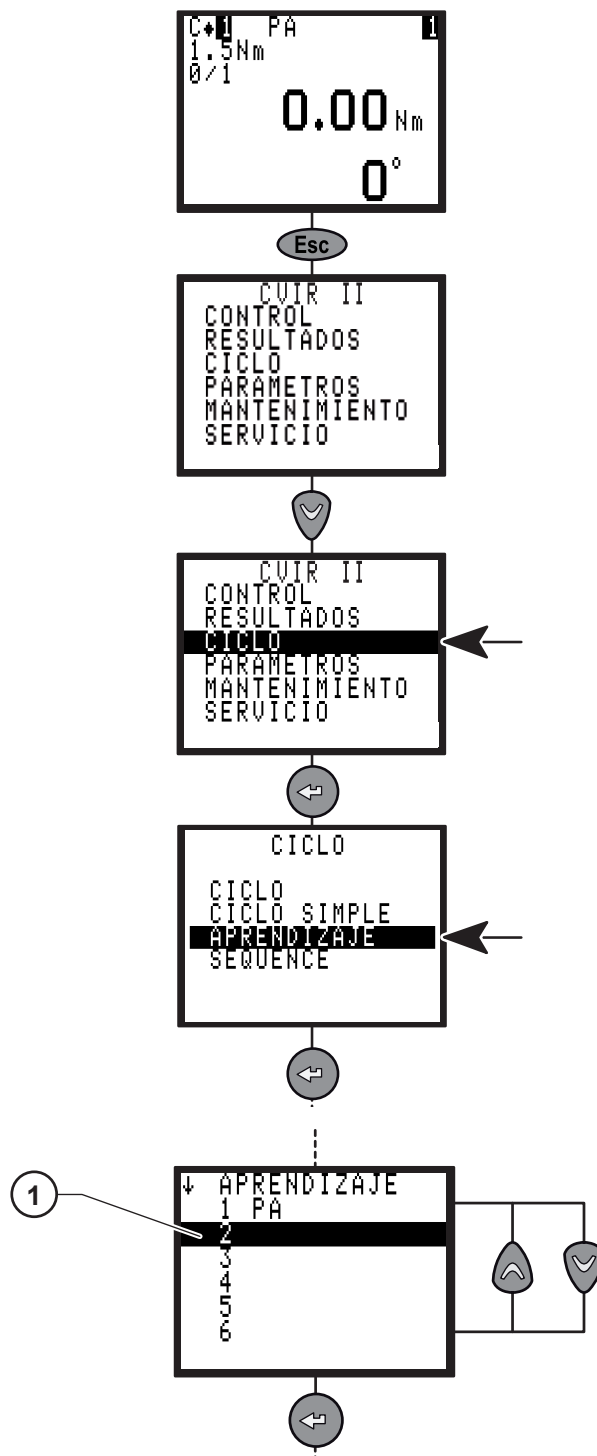 C♦1 PA 1
1.5Nm
0/1
0.00 Nm
0°
Esc
CVIR II
CONTROL
RESULTADOS
CICLO
PARAMETROS
MANTENIMIENTO
SERVICIO
CVIR II
CONTROL
RESULTADOS
CICLO
PARAMETROS
MANTENIMIENTO
SERVICIO
CICLO
CICLO
CICLO SIMPLE
APRENDIZAJE
SEQUENCE
1
↓ APRENDIZAJE
1 PA
2
3
4
5
6